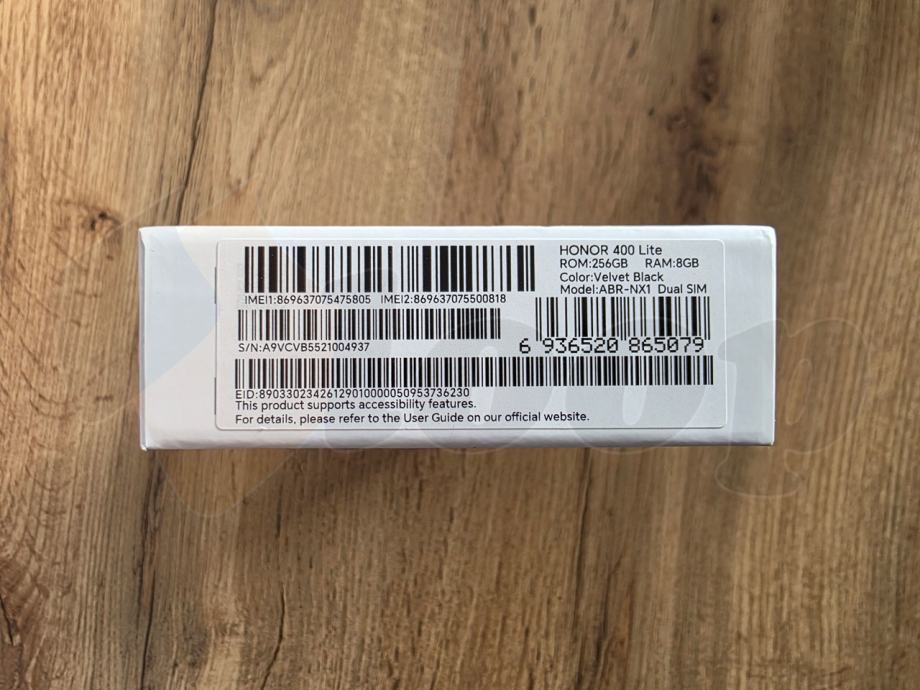 HONOR 400 Lite
ROM:256GB RAM:8GB
Color:Velvet Black
Model:ABR-NX1 Dual SIM
IMEI1:869637075475805 IMEI2:869637075500818
S/N:A9VCVB5521004937
6 936520 865079
EID:89033023426129010000050953736230
This product supports accessibility features.
For details, please refer to the User Guide on our official website.